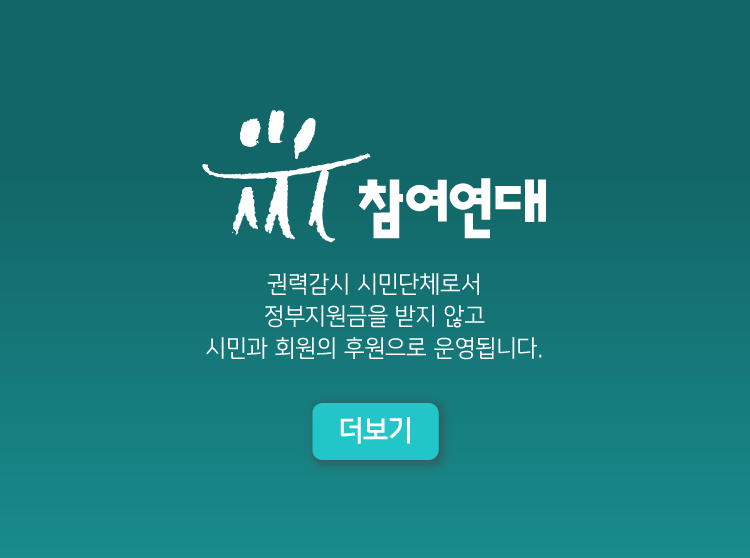 참여연대
권력감시 시민단체로서
정부지원금을 받지 않고
시민과 회원의 후원으로 운영됩니다.
더보기